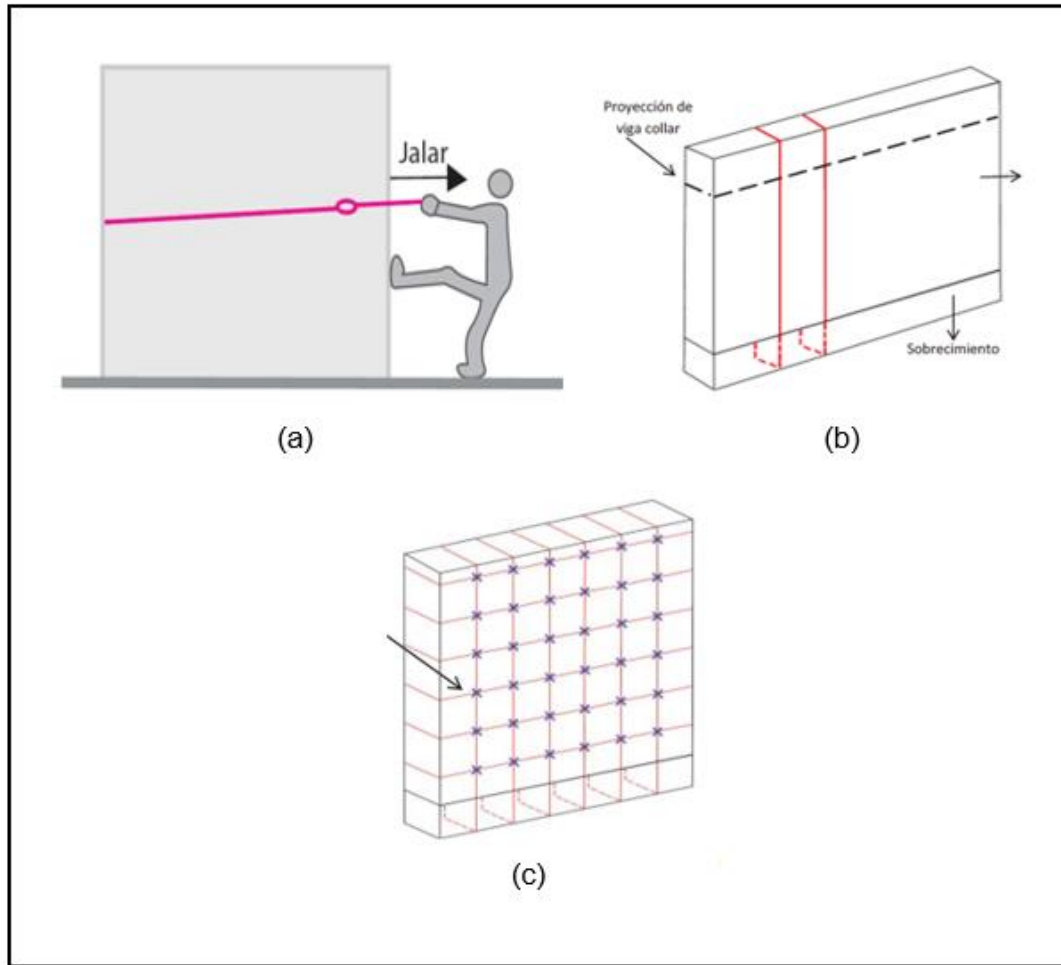 Jalar
(a)
Proyección de
viga collar
Sobrecimiento
(b)
(c)